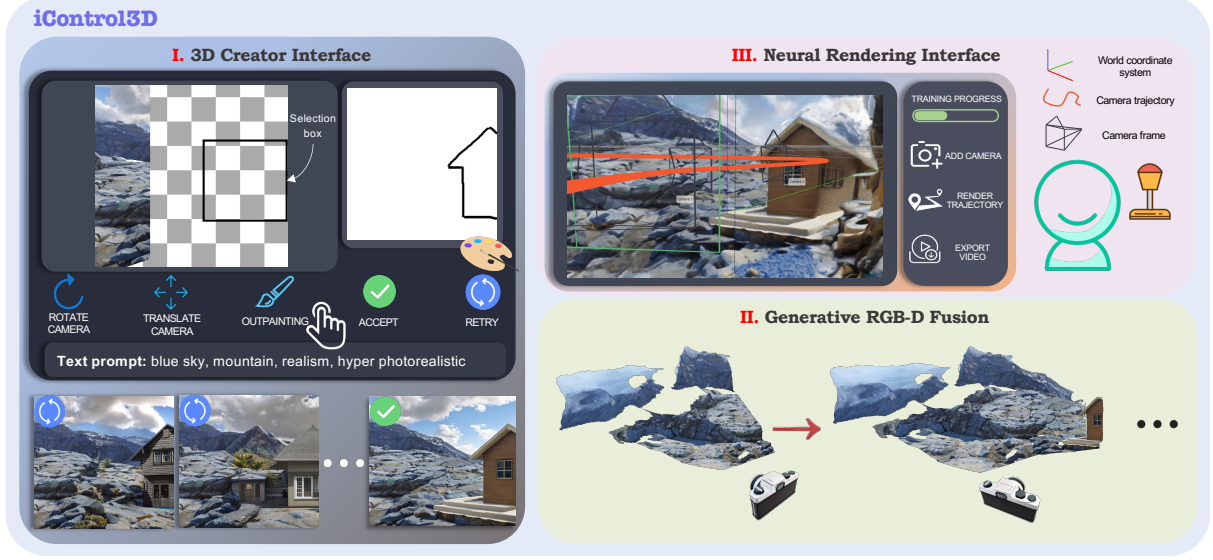 iControl3D
I. 3D Creator Interface
Selection
box
ROTATE
CAMERA
TRANSLATE
CAMERA
OUTPAINTING
ACCEPT
RETRY
Text prompt: blue sky, mountain, realism, hyper photorealistic
III. Neural Rendering Interface
TRAINING PROGRESS
ADD CAMERA
RENDER
TRAJECTORY
EXPORT
VIDEO
World coordinate
system
Camera trajectory
Camera frame
II. Generative RGB-D Fusion